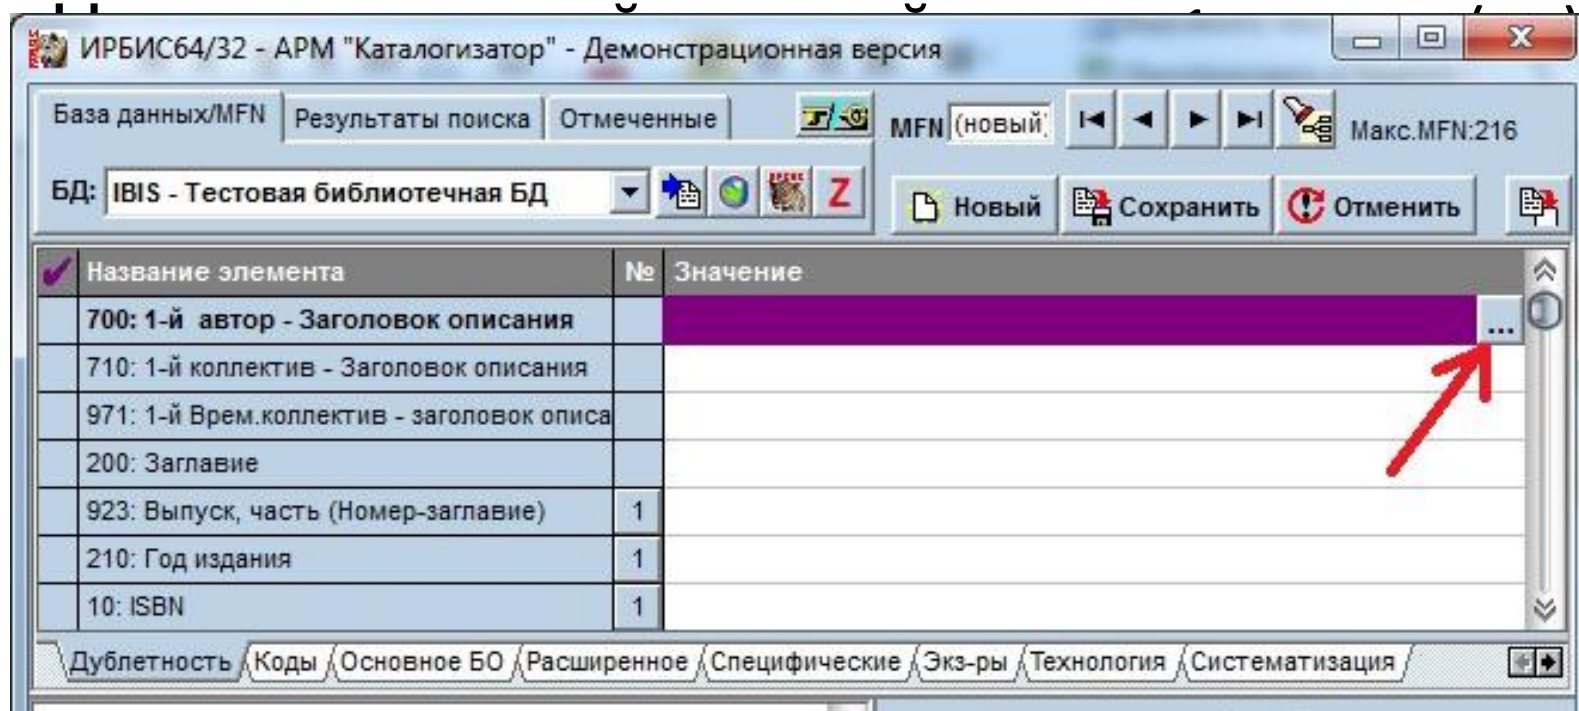 ИРБИС64/32 - АРМ "Каталогизатор" - Демонстрационная версия
База данных/MFN Результаты поиска Отмеченные MFN (новый) Макс.MFN:216
БД: IBIS - Тестовая библиотечная БД Z Новый Сохранить Отменить
Название элемента № Значение
700: 1-й автор - Заголовок описания ...
710: 1-й коллектив - Заголовок описания
971: 1-й Врем.коллектив - заголовок описа
200: Заглавие
923: Выпуск, часть (Номер-заглавие) 1
210: Год издания 1
10: ISBN 1
Дублетность Коды Основное БО Расширенное Специфические Экз-ры Технология Систематизация